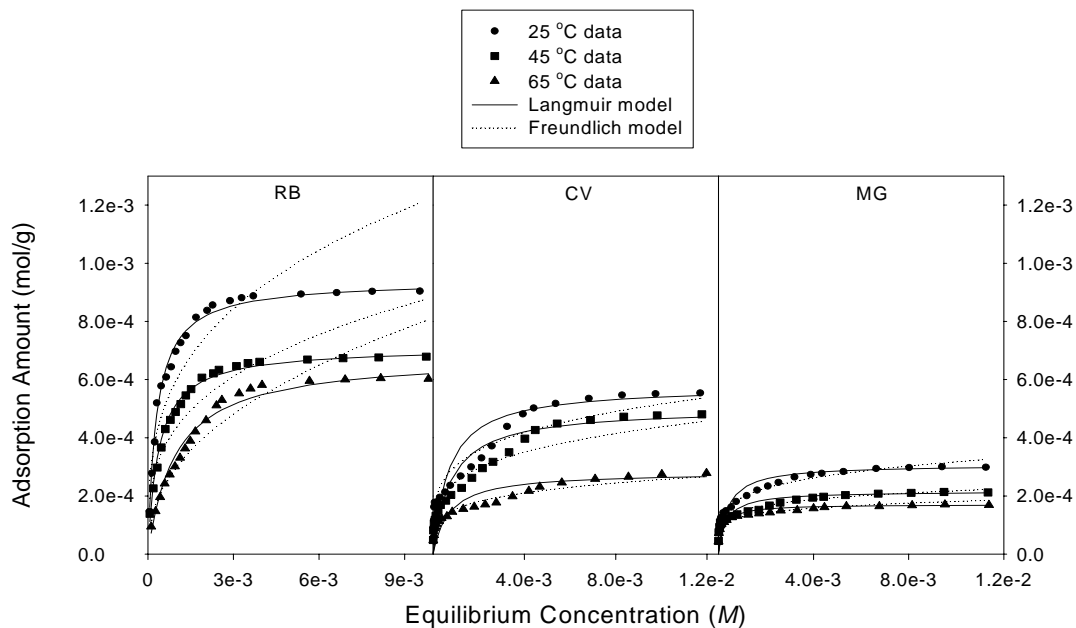 25 °C data
45 °C data
65 °C data
Langmuir model
Freundlich model
RB CV MG
1.2e-3 1.2e-3
1.0e-3 1.0e-3
8.0e-4 8.0e-4
6.0e-4 6.0e-4
4.0e-4 4.0e-4
2.0e-4 2.0e-4
0.0 0.0
Adsorption Amount (mol/g)
0 3e-3 6e-3 9e-3 4.0e-3 8.0e-3 1.2e-2 4.0e-3 8.0e-3 1.2e-2
Equilibrium Concentration (M)